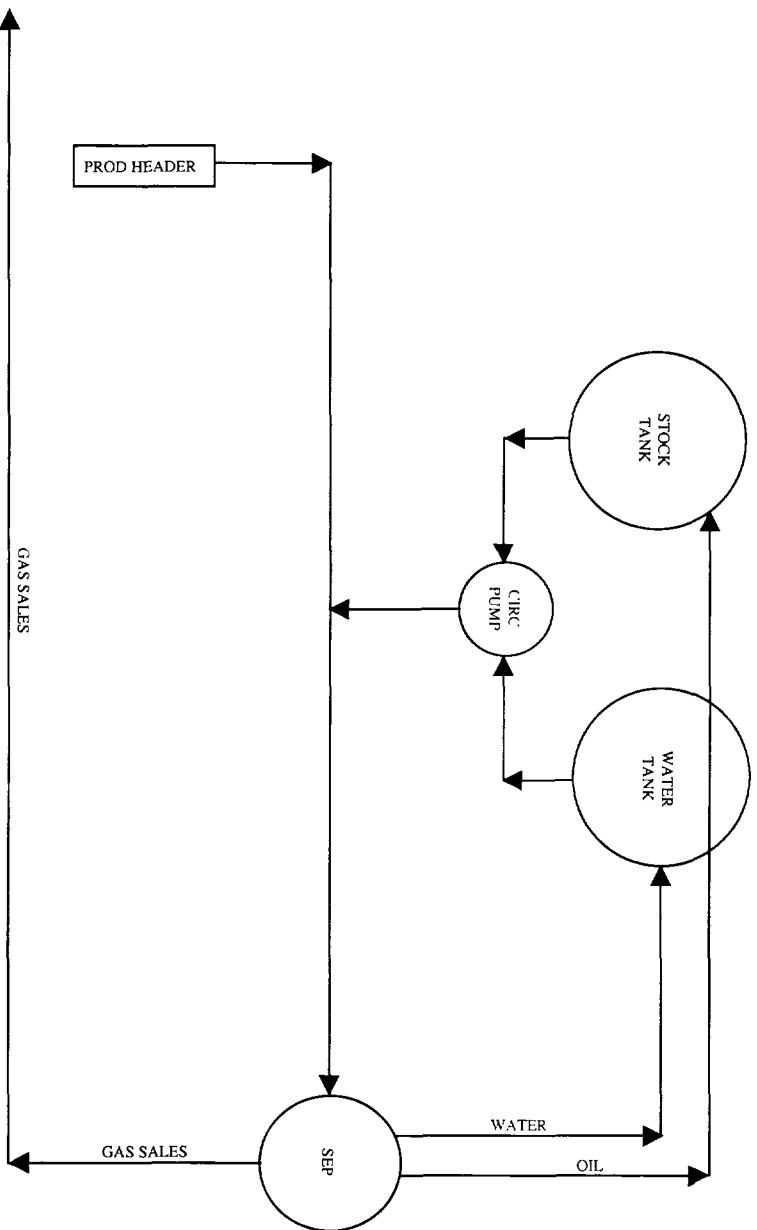 PROD HEADER
STOCK
TANK
CIRC
PUMP
WATER
TANK
GAS SALES
WATER
OIL
GAS SALES
SEP